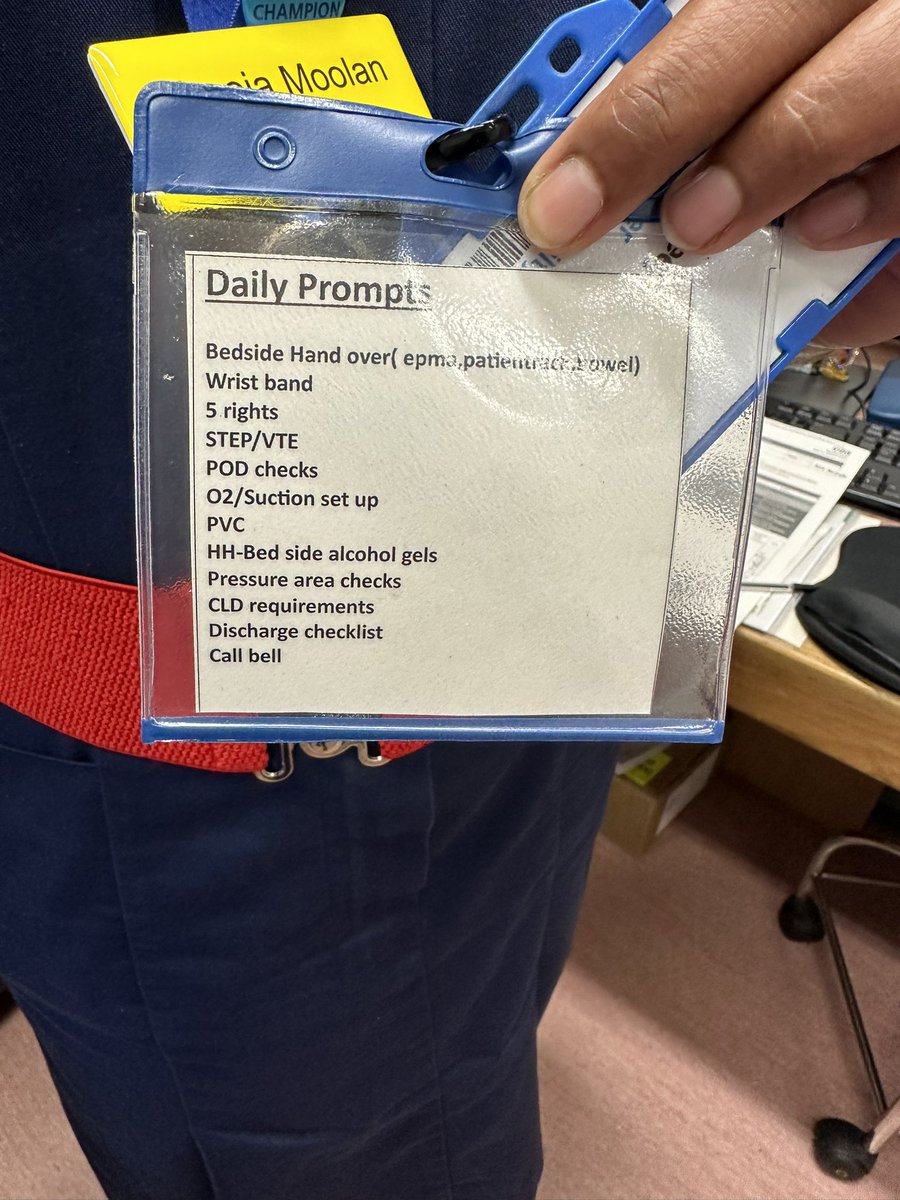 CHAMPION
Moolan
Daily Prompts
Bedside Hand over( epma,patientrack,bowel)
Wrist band
5 rights
STEP/VTE
POD checks
O2/Suction set up
PVC
HH-Bed side alcohol gels
Pressure area checks
CLD requirements
Discharge checklist
Call bell